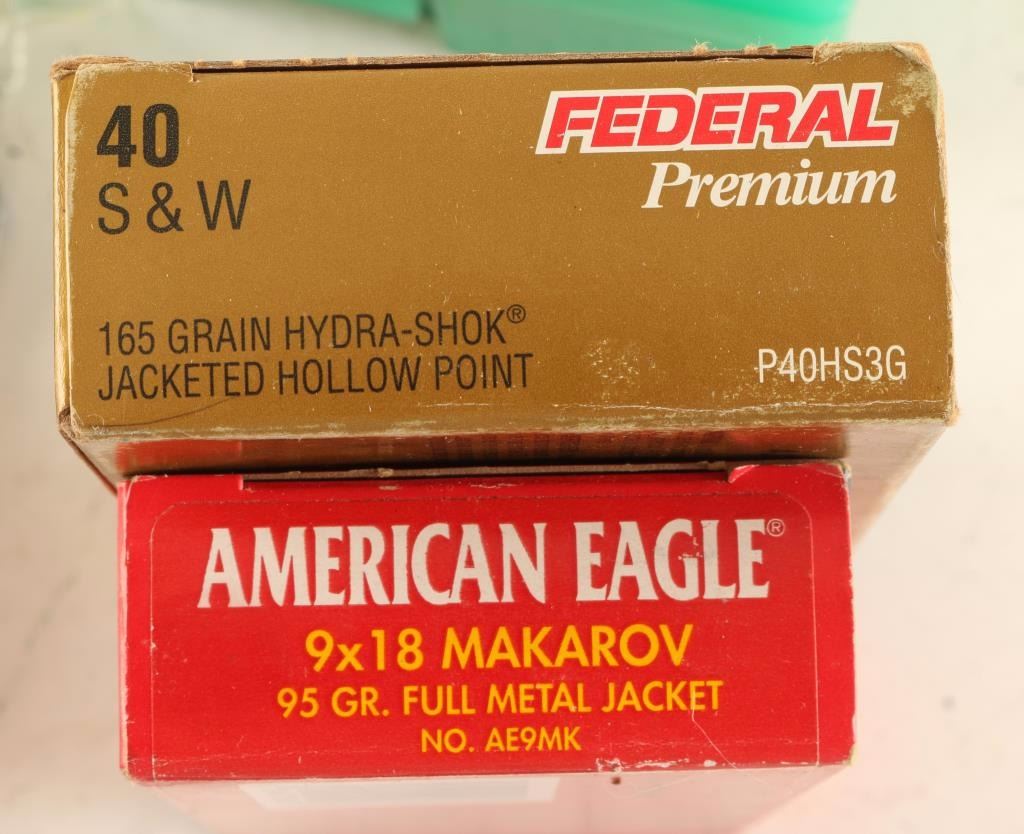 40
S & W
FEDERAL
Premium
165 GRAIN HYDRA-SHOK®
JACKETED HOLLOW POINT
P40HS3G
AMERICAN EAGLE®
9x18 MAKAROV
95 GR. FULL METAL JACKET
NO. AE9MK